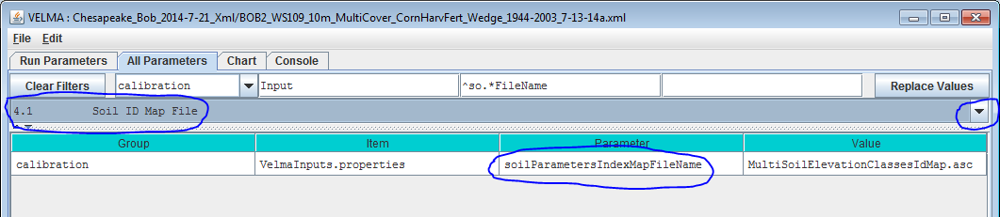 VELMA : Chesapeake_Bob_2014-7-21_Xml/BOB2_WS109_10m_MultiCover_CornHarvFert_Wedge_1944-2003_7-13-14a.xml
File Edit
Run Parameters All Parameters Chart Console
Clear Filters calibration Input ^so.*FileName Replace Values
4.1 Soil ID Map File
Group Item Parameter Value
calibration VelmaInputs.properties soilParametersIndexMapFileName MultiSoilElevationClassesIdMap.asc